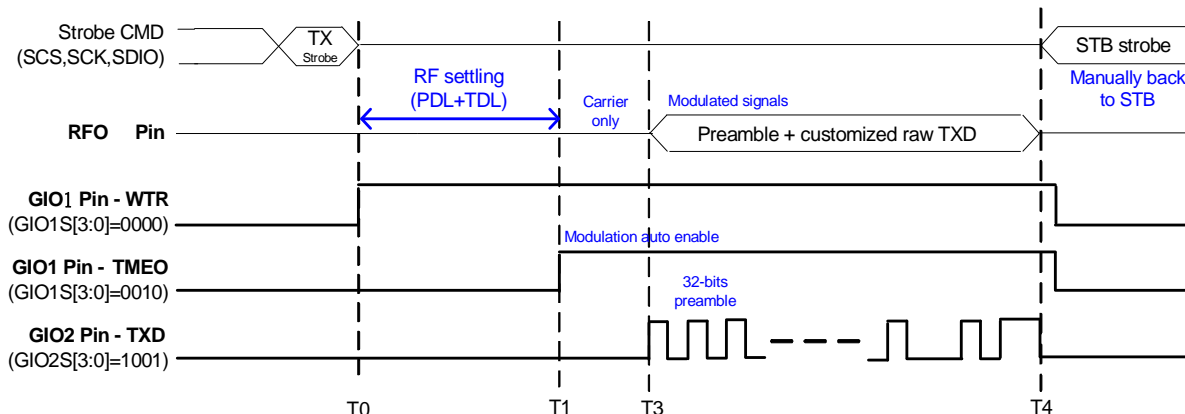 Strobe CMD
(SCS,SCK,SDIO)
TX
Strobe
STB strobe
Manually back
to STB
RF settling
(PDL+TDL)
Carrier
only
Modulated signals
RFO Pin
Preamble + customized raw TXD
GIO1 Pin - WTR
(GIO1S[3:0]=0000)
Modulation auto enable
GIO1 Pin - TMEO
(GIO1S[3:0]=0010)
32-bits
preamble
GIO2 Pin - TXD
(GIO2S[3:0]=1001)
T0 T1 T3 T4